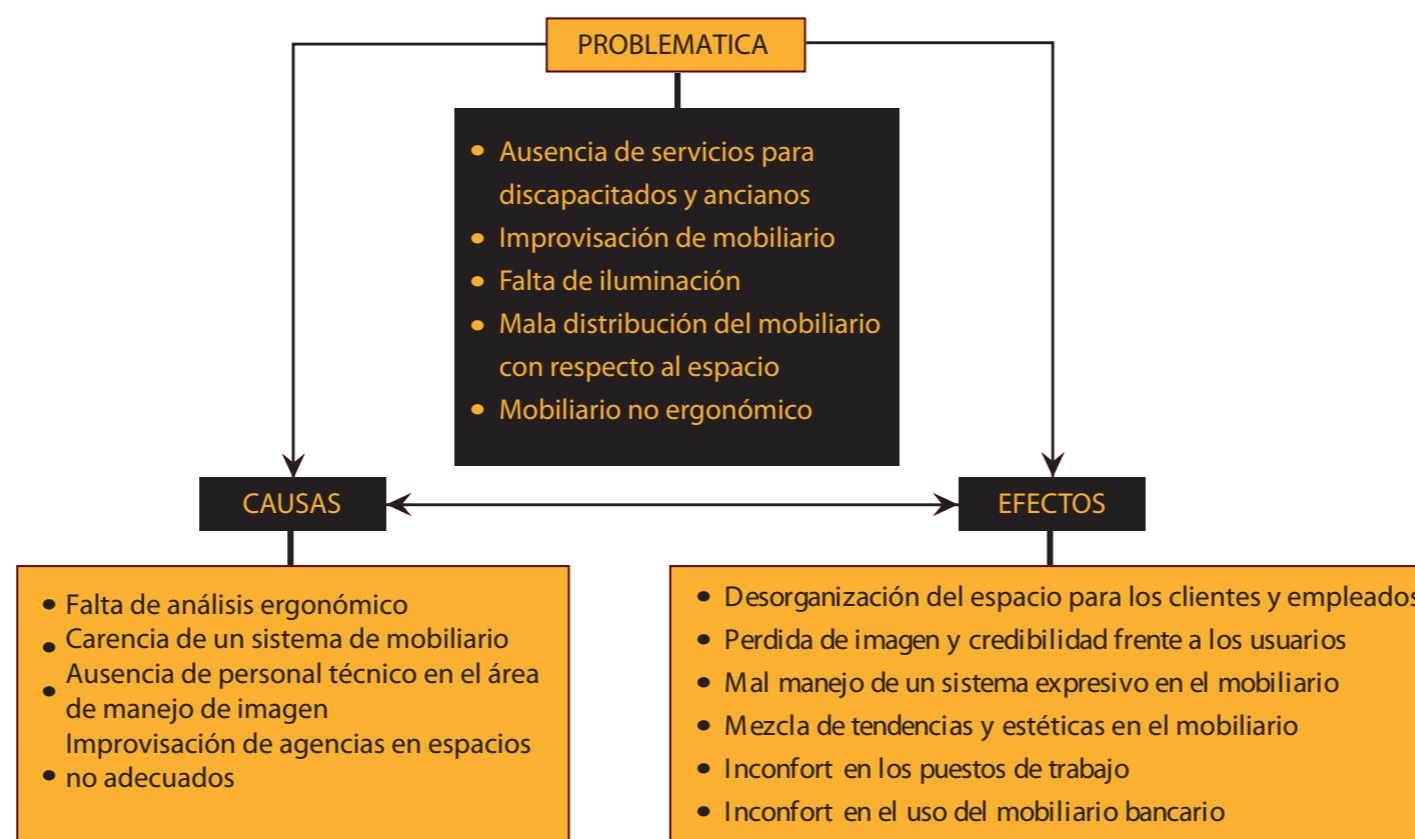 PROBLEMATICA
• Ausencia de servicios para
discapacitados y ancianos
• Improvisación de mobiliario
• Falta de iluminación
• Mala distribución del mobiliario
con respecto al espacio
• Mobiliario no ergonómico
CAUSAS
EFECTOS
• Falta de análisis ergonómico
• Carencia de un sistema de mobiliario
• Ausencia de personal técnico en el área
de manejo de imagen
Improvisación de agencias en espacios
• no adecuados
• Desorganización del espacio para los clientes y empleados
• Perdida de imagen y credibilidad frente a los usuarios
• Mal manejo de un sistema expresivo en el mobiliario
• Mezcla de tendencias y estéticas en el mobiliario
• Inconfort en los puestos de trabajo
• Inconfort en el uso del mobiliario bancario